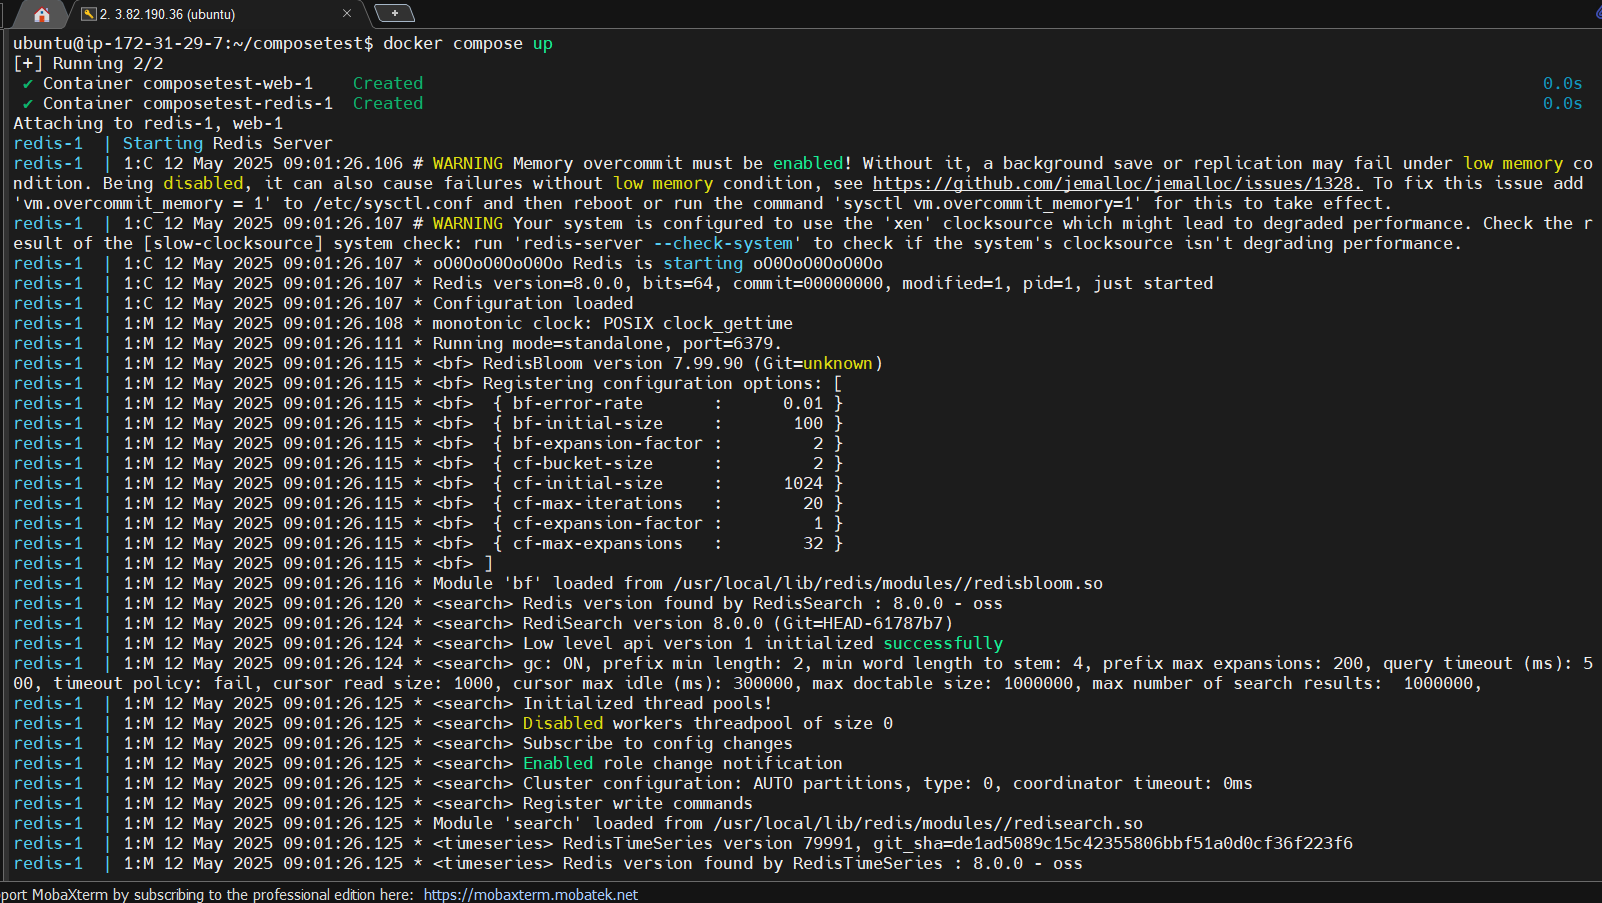 2. 3.82.190.36 (ubuntu)
ubuntu@ip-172-31-29-7:~/composetest$ docker compose up
[+] Running 2/2
✔ Container composetest-web-1    Created    0.0s
✔ Container composetest-redis-1  Created    0.0s
Attaching to redis-1, web-1
redis-1  | Starting Redis Server
redis-1  | 1:C 12 May 2025 09:01:26.106 # WARNING Memory overcommit must be enabled! Without it, a background save or replication may fail under low memory co
ndition. Being disabled, it can also cause failures without low memory condition, see https://github.com/jemalloc/jemalloc/issues/1328. To fix this issue add
'vm.overcommit_memory = 1' to /etc/sysctl.conf and then reboot or run the command 'sysctl vm.overcommit_memory=1' for this to take effect.
redis-1  | 1:C 12 May 2025 09:01:26.107 # WARNING Your system is configured to use the 'xen' clocksource which might lead to degraded performance. Check the r
esult of the [slow-clocksource] system check: run 'redis-server --check-system' to check if the system's clocksource isn't degrading performance.
redis-1  | 1:C 12 May 2025 09:01:26.107 * oO0OoO0OoO0Oo Redis is starting oO0OoO0OoO0Oo
redis-1  | 1:C 12 May 2025 09:01:26.107 * Redis version=8.0.0, bits=64, commit=00000000, modified=1, pid=1, just started
redis-1  | 1:C 12 May 2025 09:01:26.107 * Configuration loaded
redis-1  | 1:M 12 May 2025 09:01:26.108 * monotonic clock: POSIX clock_gettime
redis-1  | 1:M 12 May 2025 09:01:26.111 * Running mode=standalone, port=6379.
redis-1  | 1:M 12 May 2025 09:01:26.115 * <bf> RedisBloom version 7.99.90 (Git=unknown)
redis-1  | 1:M 12 May 2025 09:01:26.115 * <bf> Registering configuration options: [
redis-1  | 1:M 12 May 2025 09:01:26.115 * <bf>  { bf-error-rate       :      0.01 }
redis-1  | 1:M 12 May 2025 09:01:26.115 * <bf>  { bf-initial-size     :       100 }
redis-1  | 1:M 12 May 2025 09:01:26.115 * <bf>  { bf-expansion-factor :         2 }
redis-1  | 1:M 12 May 2025 09:01:26.115 * <bf>  { cf-bucket-size      :         2 }
redis-1  | 1:M 12 May 2025 09:01:26.115 * <bf>  { cf-initial-size     :      1024 }
redis-1  | 1:M 12 May 2025 09:01:26.115 * <bf>  { cf-max-iterations   :        20 }
redis-1  | 1:M 12 May 2025 09:01:26.115 * <bf>  { cf-expansion-factor :         1 }
redis-1  | 1:M 12 May 2025 09:01:26.115 * <bf>  { cf-max-expansions   :        32 }
redis-1  | 1:M 12 May 2025 09:01:26.115 * <bf> ]
redis-1  | 1:M 12 May 2025 09:01:26.116 * Module 'bf' loaded from /usr/local/lib/redis/modules//redisbloom.so
redis-1  | 1:M 12 May 2025 09:01:26.120 * <search> Redis version found by RedisSearch : 8.0.0 - oss
redis-1  | 1:M 12 May 2025 09:01:26.124 * <search> RediSearch version 8.0.0 (Git=HEAD-61787b7)
redis-1  | 1:M 12 May 2025 09:01:26.124 * <search> Low level api version 1 initialized successfully
redis-1  | 1:M 12 May 2025 09:01:26.124 * <search> gc: ON, prefix min length: 2, min word length to stem: 4, prefix max expansions: 200, query timeout (ms): 5
00, timeout policy: fail, cursor read size: 1000, cursor max idle (ms): 300000, max doctable size: 1000000, max number of search results:  1000000,
redis-1  | 1:M 12 May 2025 09:01:26.125 * <search> Initialized thread pools!
redis-1  | 1:M 12 May 2025 09:01:26.125 * <search> Disabled workers threadpool of size 0
redis-1  | 1:M 12 May 2025 09:01:26.125 * <search> Subscribe to config changes
redis-1  | 1:M 12 May 2025 09:01:26.125 * <search> Enabled role change notification
redis-1  | 1:M 12 May 2025 09:01:26.125 * <search> Cluster configuration: AUTO partitions, type: 0, coordinator timeout: 0ms
redis-1  | 1:M 12 May 2025 09:01:26.125 * <search> Register write commands
redis-1  | 1:M 12 May 2025 09:01:26.125 * Module 'search' loaded from /usr/local/lib/redis/modules//redisearch.so
redis-1  | 1:M 12 May 2025 09:01:26.125 * <timeseries> RedisTimeSeries version 79991, git_sha=de1ad5089c15c42355806bbf51a0d0cf36f223f6
redis-1  | 1:M 12 May 2025 09:01:26.125 * <timeseries> Redis version found by RedisTimeSeries : 8.0.0 - oss
port MobaXterm by subscribing to the professional edition here:  https://mobaxterm.mobatek.net